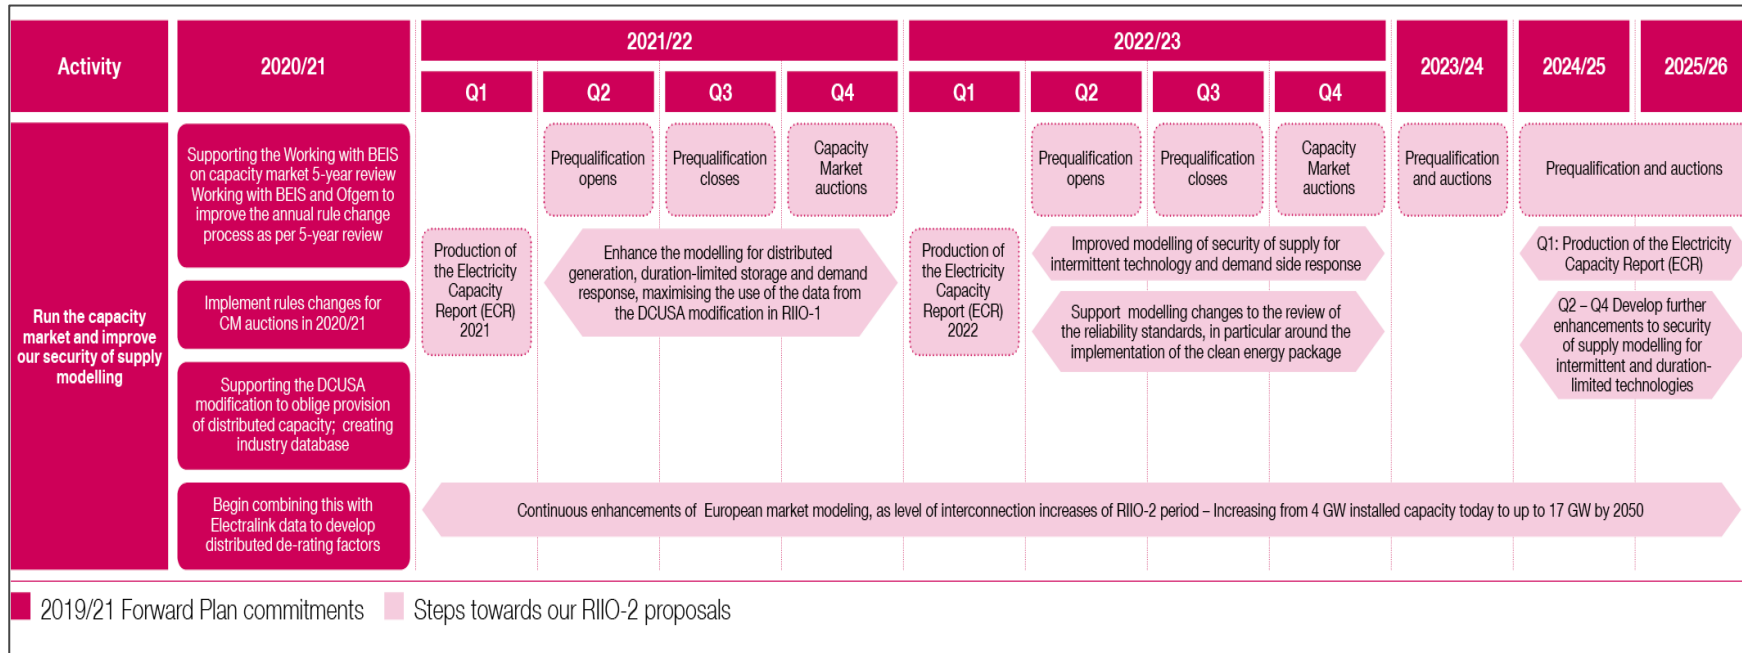 Activity
2020/21
2021/22
2022/23
2023/24
2024/25
2025/26
Q1
Q2
Q3
Q4
Q1
Q2
Q3
Q4
Run the capacity
market and improve
our security of supply
modelling
Supporting the Working with BEIS
on capacity market 5-year review
Working with BEIS and Ofgem to
improve the annual rule change
process as per 5-year review
Implement rules changes for
CM auctions in 2020/21
Supporting the DCUSA
modification to oblige provision
of distributed capacity; creating
industry database
Begin combining this with
Electralink data to develop
distributed de-rating factors
Prequalification
opens
Prequalification
closes
Capacity
Market
auctions
Prequalification
opens
Prequalification
closes
Capacity
Market
auctions
Prequalification
and auctions
Prequalification and auctions
Production of
the Electricity
Capacity
Report (ECR)
2021
Enhance the modelling for distributed
generation, duration-limited storage and demand
response, maximising the use of the data from
the DCUSA modification in RIIO-1
Production of
the Electricity
Capacity
Report (ECR)
2022
Improved modelling of security of supply for
intermittent technology and demand side response
Support modelling changes to the review of
the reliability standards, in particular around the
implementation of the clean energy package
Q1: Production of the Electricity
Capacity Report (ECR)
Q2 – Q4 Develop further
enhancements to security
of supply modelling for
intermittent and duration-
limited technologies
Continuous enhancements of European market modeling, as level of interconnection increases of RIIO-2 period – Increasing from 4 GW installed capacity today to up to 17 GW by 2050
2019/21 Forward Plan commitments
Steps towards our RIIO-2 proposals